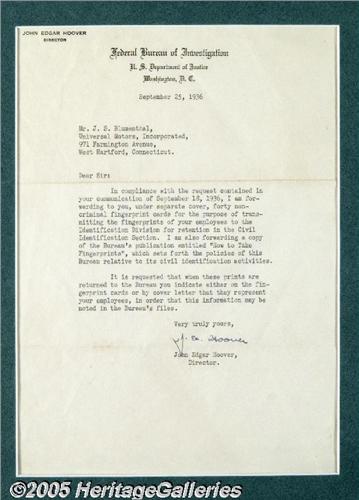 JOHN EDGAR HOOVER
DIRECTOR
Federal Bureau of Investigation
U. S. Department of Justice
Washington, D. C.
September 25, 1936
Mr. J. S. Blumenthal,
Universal Motors, Incorporated,
971 Farmington Avenue,
West Hartford, Connecticut.
Dear Sir:
In compliance with the request contained in
your communication of September 18, 1936, I am for-
warding to you, under separate cover, forty non-
criminal fingerprint cards for the purpose of trans-
mitting the fingerprints of your employees to the
Identification Division for retention in the Civil
Identification Section. I am also forwarding a copy
of the Bureau's publication entitled "How to Take
Fingerprints", which sets forth the policies of this
Bureau relative to its civil identification activities.
It is requested that when these prints are
returned to the Bureau you indicate either on the fin-
gerprint cards or by cover letter that they represent
your employees, in order that this information may be
noted in the Bureau's files.
Very truly yours,
J. E. Hoover
John Edgar Hoover,
Director.
©2005 HeritageGalleries